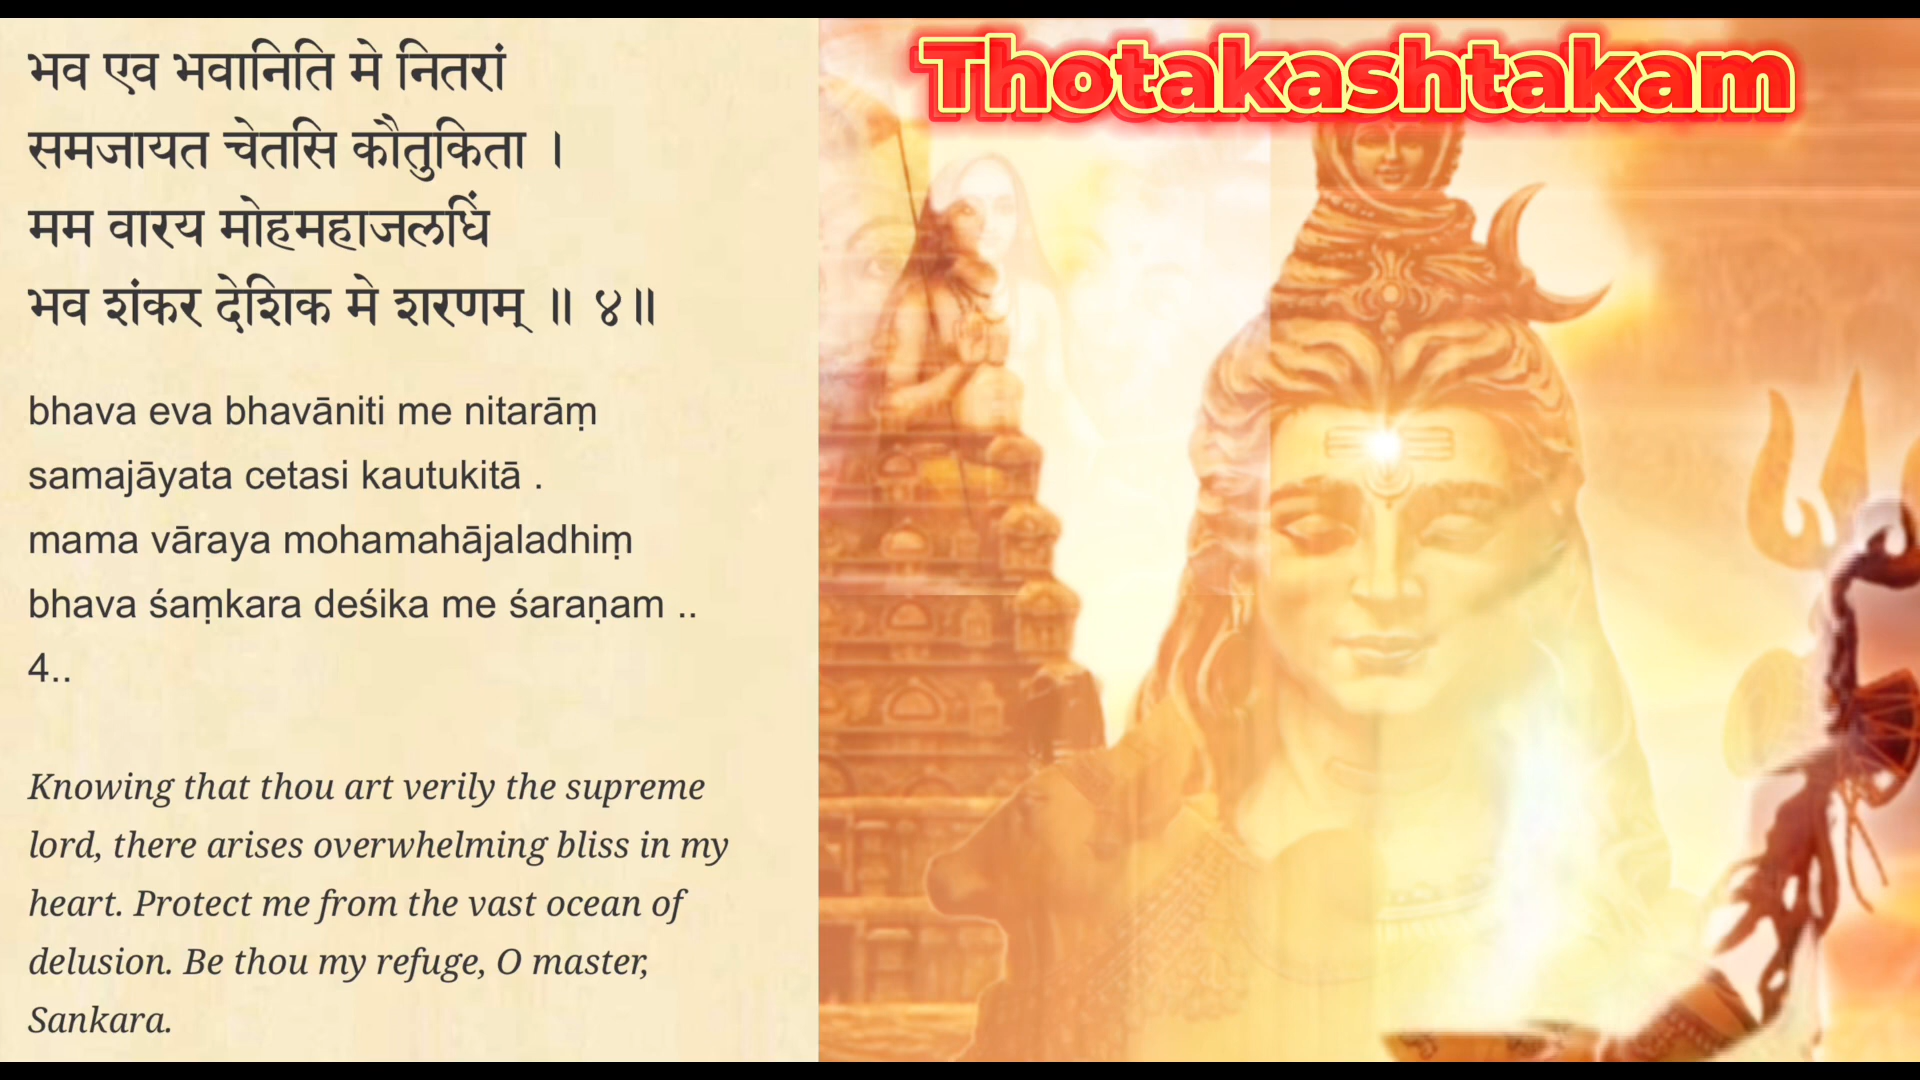 Thotakashtakam
भव एव भवानिति मे नितरां
समजायत चेतसि कौतुकिता ।
मम वारय मोहमहाजलधिं
भव शंकर देशिक मे शरणम् ॥ ४॥
bhava eva bhavāniti me nitarāṃ
samajāyata cetasi kautukitā .
mama vāraya mohamahājaladhiṃ
bhava śaṃkara deśika me śaraṇam ..
4..
Knowing that thou art verily the supreme
lord, there arises overwhelming bliss in my
heart. Protect me from the vast ocean of
delusion. Be thou my refuge, O master,
Sankara.